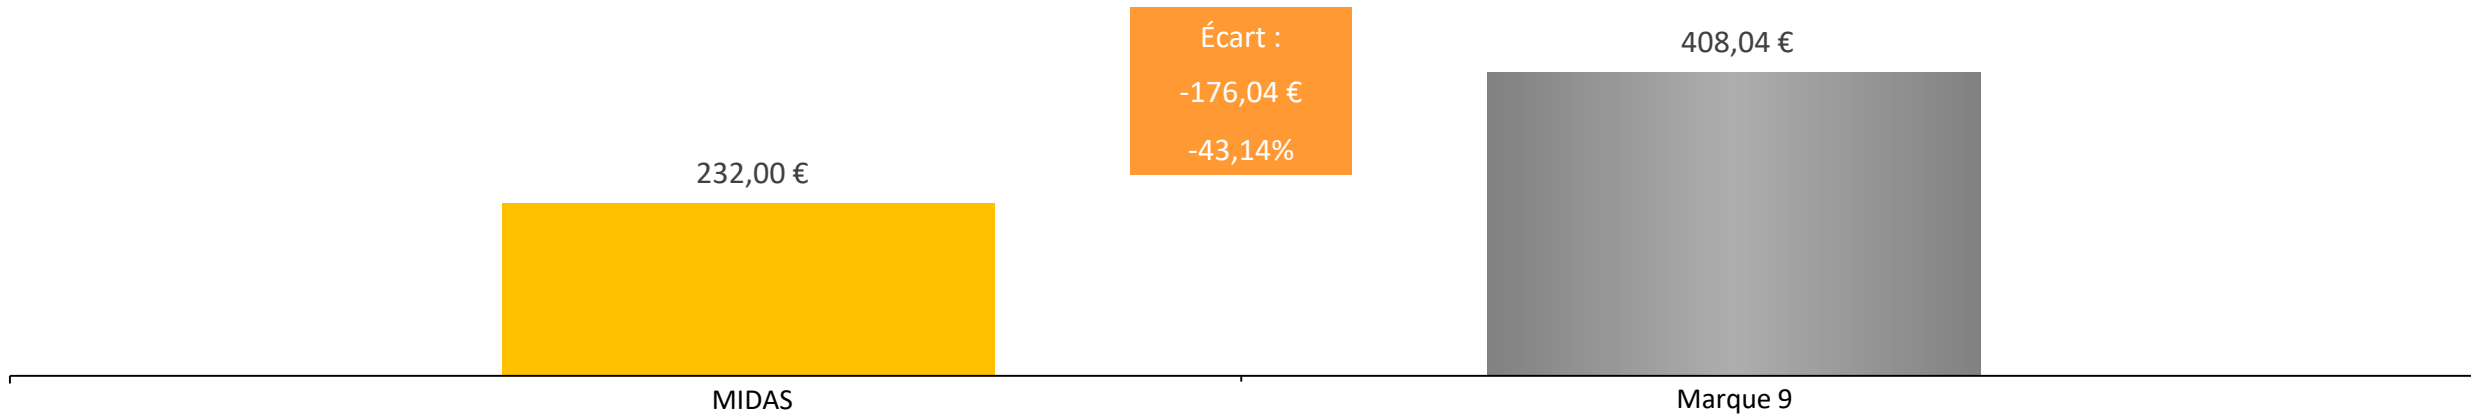 Écart :
-176,04 €
-43,14%
408,04 €
232,00 €
MIDAS
Marque 9